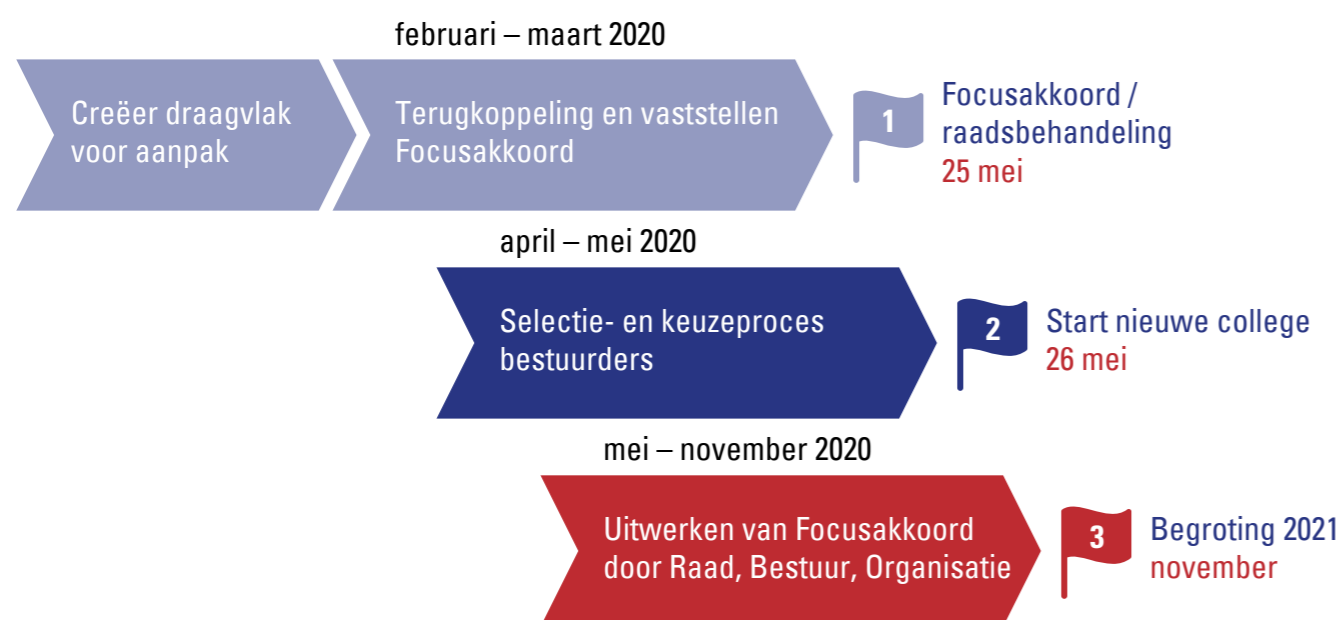 februari – maart 2020
Creëer draagvlak
voor aanpak
Terugkoppeling en vaststellen
Focusakkoord
1
Focusakkoord /
raadsbehandeling
25 mei
april – mei 2020
Selectie- en keuzeproces
bestuurders
2
Start nieuwe college
26 mei
mei – november 2020
Uitwerken van Focusakkoord
door Raad, Bestuur, Organisatie
3
Begroting 2021
november